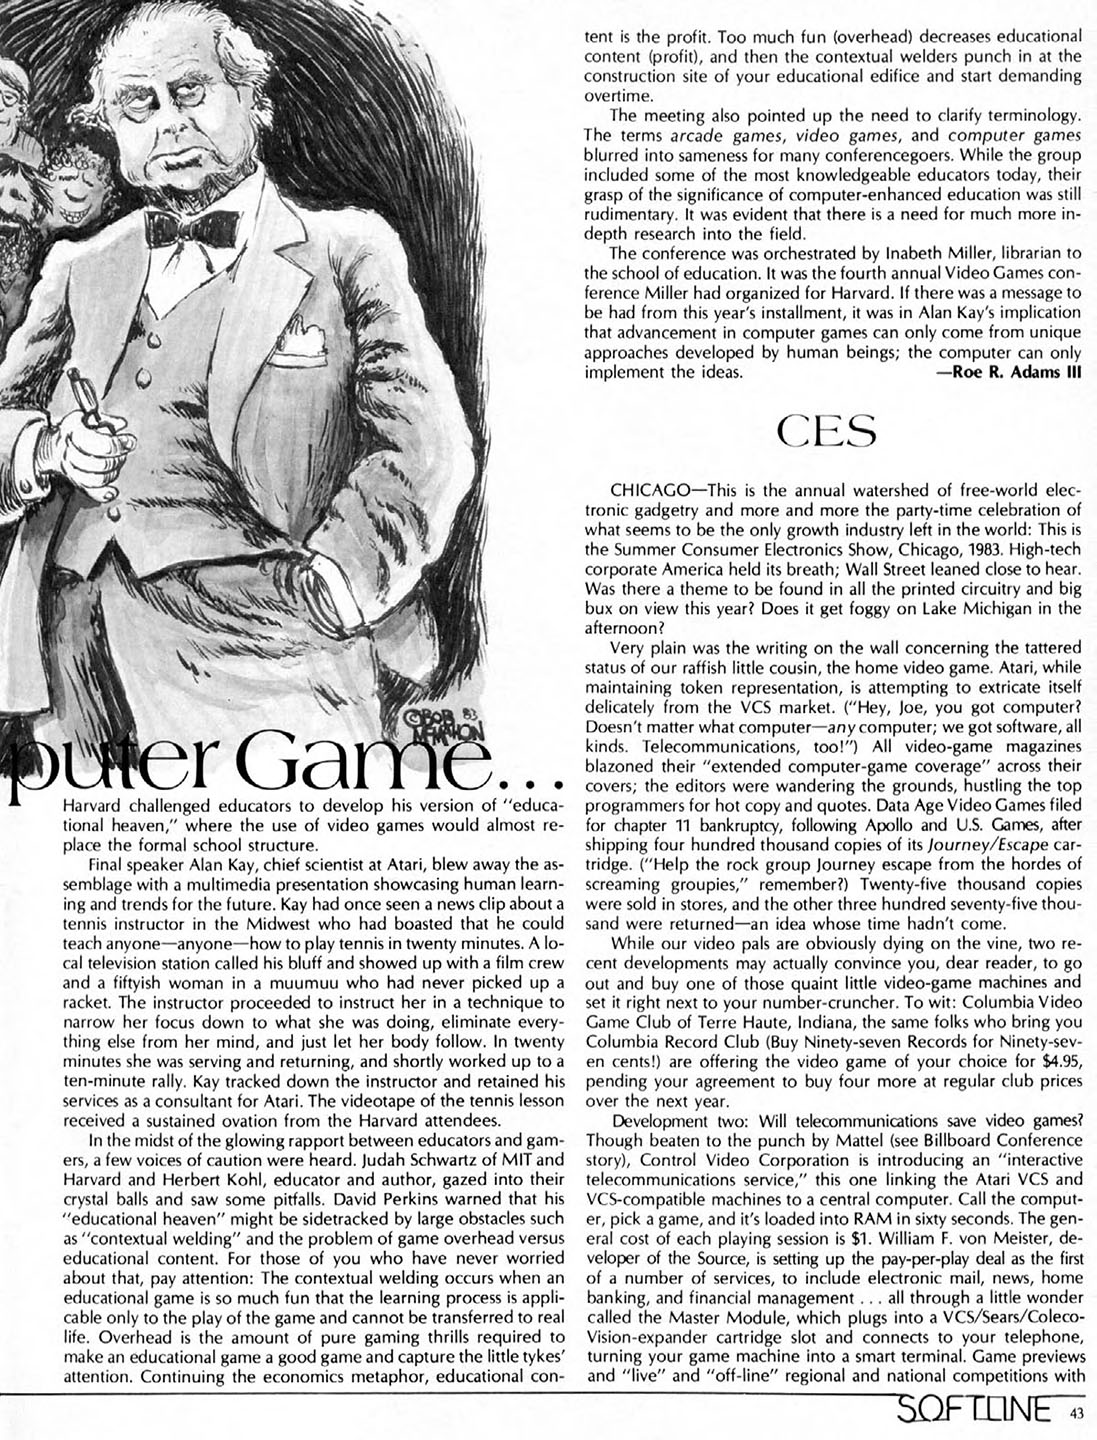 ©BOB
MCMAHON 83
puter Game...
Harvard challenged educators to develop his version of "educa-
tional heaven," where the use of video games would almost re-
place the formal school structure.
Final speaker Alan Kay, chief scientist at Atari, blew away the as-
semblage with a multimedia presentation showcasing human learn-
ing and trends for the future. Kay had once seen a news clip about a
tennis instructor in the Midwest who had boasted that he could
teach anyone—anyone—how to play tennis in twenty minutes. A lo-
cal television station called his bluff and showed up with a film crew
and a fiftyish woman in a muumuu who had never picked up a
racket. The instructor proceeded to instruct her in a technique to
narrow her focus down to what she was doing, eliminate every-
thing else from her mind, and just let her body follow. In twenty
minutes she was serving and returning, and shortly worked up to a
ten-minute rally. Kay tracked down the instructor and retained his
services as a consultant for Atari. The videotape of the tennis lesson
received a sustained ovation from the Harvard attendees.
In the midst of the glowing rapport between educators and gam-
ers, a few voices of caution were heard. Judah Schwartz of MIT and
Harvard and Herbert Kohl, educator and author, gazed into their
crystal balls and saw some pitfalls. David Perkins warned that his
"educational heaven" might be sidetracked by large obstacles such
as "contextual welding" and the problem of game overhead versus
educational content. For those of you who have never worried
about that, pay attention: The contextual welding occurs when an
educational game is so much fun that the learning process is appli-
cable only to the play of the game and cannot be transferred to real
life. Overhead is the amount of pure gaming thrills required to
make an educational game a good game and capture the little tykes'
attention. Continuing the economics metaphor, educational con-
tent is the profit. Too much fun (overhead) decreases educational
content (profit), and then the contextual welders punch in at the
construction site of your educational edifice and start demanding
overtime.
The meeting also pointed up the need to clarify terminology.
The terms arcade games, video games, and computer games
blurred into sameness for many conferencegoers. While the group
included some of the most knowledgeable educators today, their
grasp of the significance of computer-enhanced education was still
rudimentary. It was evident that there is a need for much more in-
depth research into the field.
The conference was orchestrated by Inabeth Miller, librarian to
the school of education. It was the fourth annual Video Games con-
ference Miller had organized for Harvard. If there was a message to
be had from this year's installment, it was in Alan Kay's implication
that advancement in computer games can only come from unique
approaches developed by human beings; the computer can only
implement the ideas. —Roe R. Adams III
CES
CHICAGO—This is the annual watershed of free-world elec-
tronic gadgetry and more and more the party-time celebration of
what seems to be the only growth industry left in the world: This is
the Summer Consumer Electronics Show, Chicago, 1983. High-tech
corporate America held its breath; Wall Street leaned close to hear.
Was there a theme to be found in all the printed circuitry and big
bux on view this year? Does it get foggy on Lake Michigan in the
afternoon?
Very plain was the writing on the wall concerning the tattered
status of our raffish little cousin, the home video game. Atari, while
maintaining token representation, is attempting to extricate itself
delicately from the VCS market. ("Hey, Joe, you got computer?
Doesn't matter what computer—any computer; we got software, all
kinds. Telecommunications, too!") All video-game magazines
blazoned their "extended computer-game coverage" across their
covers; the editors were wandering the grounds, hustling the top
programmers for hot copy and quotes. Data Age Video Games filed
for chapter 11 bankruptcy, following Apollo and U.S. Games, after
shipping four hundred thousand copies of its Journey/Escape car-
tridge. ("Help the rock group Journey escape from the hordes of
screaming groupies," remember?) Twenty-five thousand copies
were sold in stores, and the other three hundred seventy-five thou-
sand were returned—an idea whose time hadn't come.
While our video pals are obviously dying on the vine, two re-
cent developments may actually convince you, dear reader, to go
out and buy one of those quaint little video-game machines and
set it right next to your number-cruncher. To wit: Columbia Video
Game Club of Terre Haute, Indiana, the same folks who bring you
Columbia Record Club (Buy Ninety-seven Records for Ninety-sev-
en cents!) are offering the video game of your choice for $4.95,
pending your agreement to buy four more at regular club prices
over the next year.
Development two: Will telecommunications save video games?
Though beaten to the punch by Mattel (see Billboard Conference
story), Control Video Corporation is introducing an "interactive
telecommunications service," this one linking the Atari VCS and
VCS-compatible machines to a central computer. Call the comput-
er, pick a game, and it's loaded into RAM in sixty seconds. The gen-
eral cost of each playing session is $1. William F. von Meister, de-
veloper of the Source, is setting up the pay-per-play deal as the first
of a number of services, to include electronic mail, news, home
banking, and financial management . . . all through a little wonder
called the Master Module, which plugs into a VCS/Sears/Coleco-
Vision-expander cartridge slot and connects to your telephone,
turning your game machine into a smart terminal. Game previews
and "live" and "off-line" regional and national competitions with
SOFTLINE 43